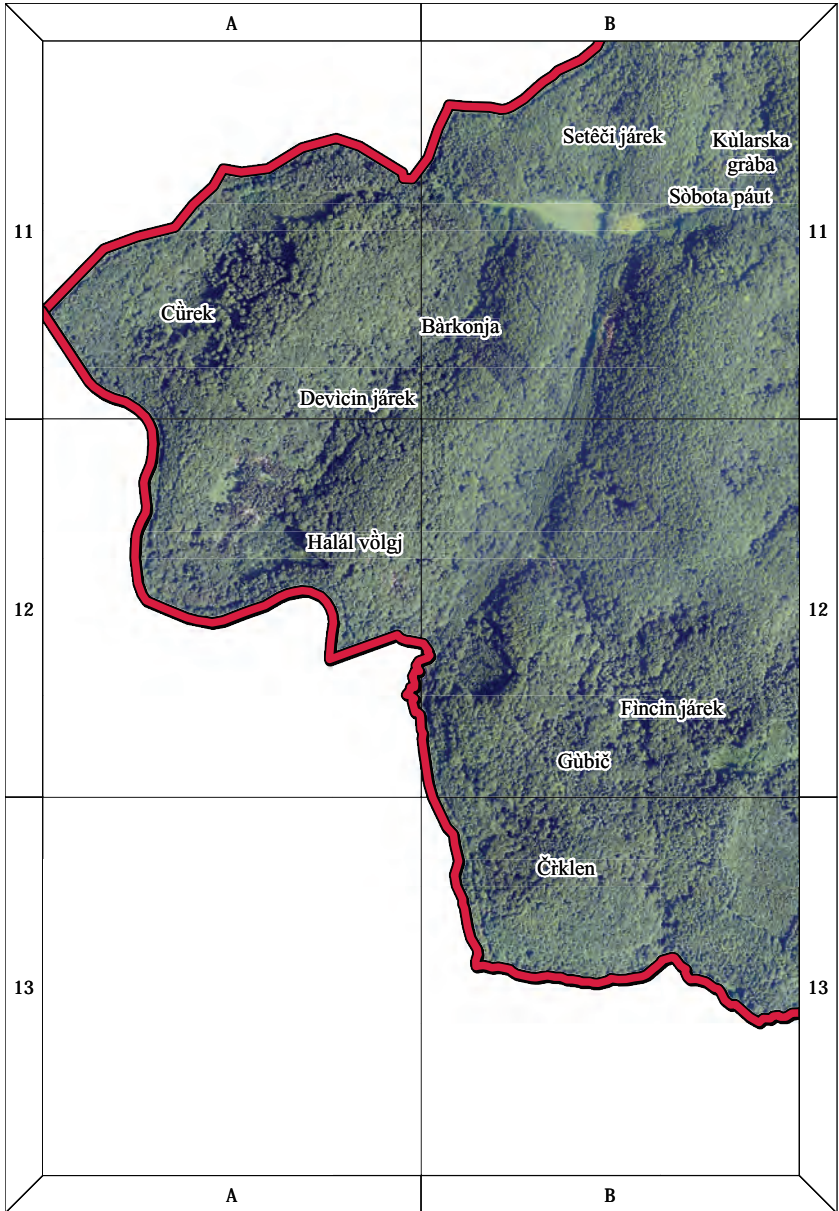 A B
Setêči járek
Kùlarska
gràba
Sòbota páut
11 11
Cȕrek
Bàrkonja
Devìcin járek
Halál vȍlgj
12 12
Fìncin járek
Gùbič
Čȑklen
13 13
A B